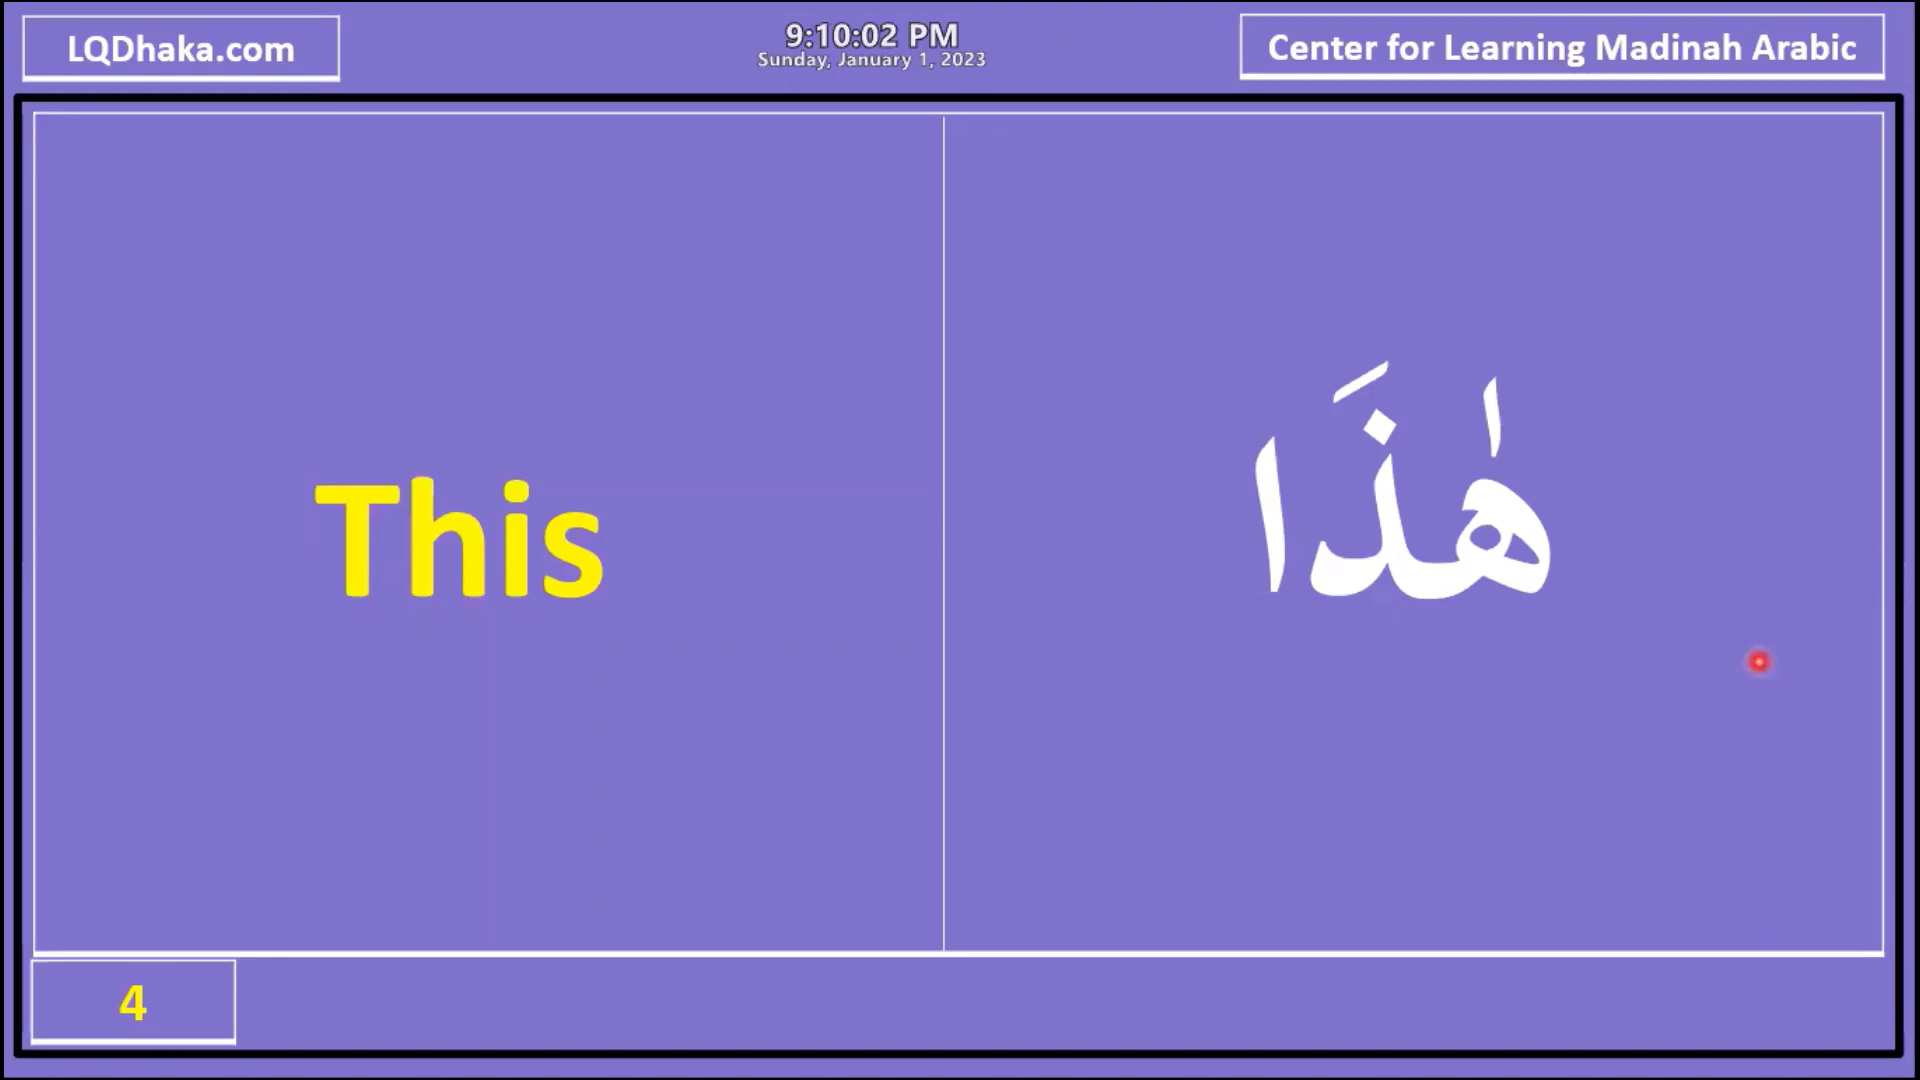 LQDhaka.com
9:10:02 PM
Sunday, January 1, 2023
Center for Learning Madinah Arabic
This
هٰذَا
4